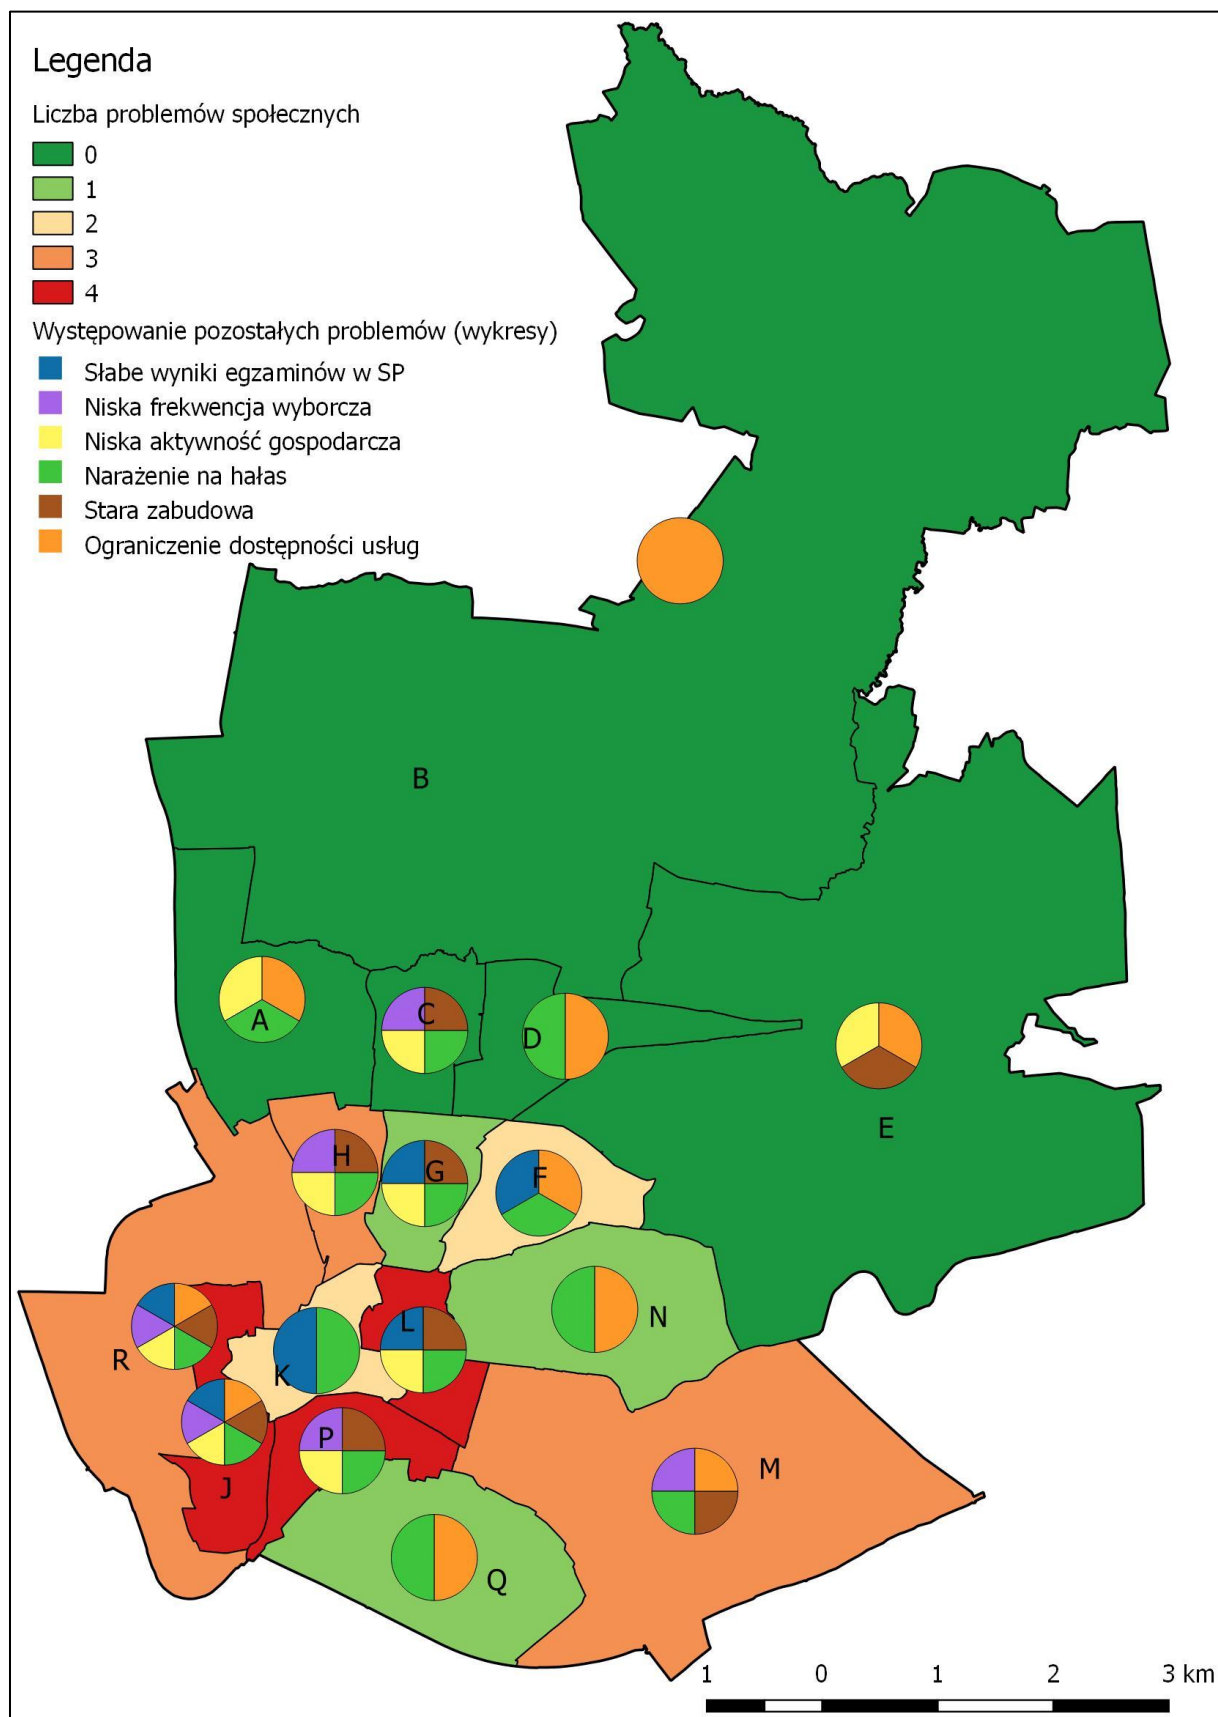 Legenda
Liczba problemów społecznych
0
1
2
3
4
Występowanie pozostałych problemów (wykresy)
Słabe wyniki egzaminów w SP
Niska frekwencja wyborcza
Niska aktywność gospodarcza
Narażenie na hałas
Stara zabudowa
Ograniczenie dostępności usług
B
A
C
D
E
H
G
F
L
N
R
K
P
J
M
Q
1 0 1 2 3 km